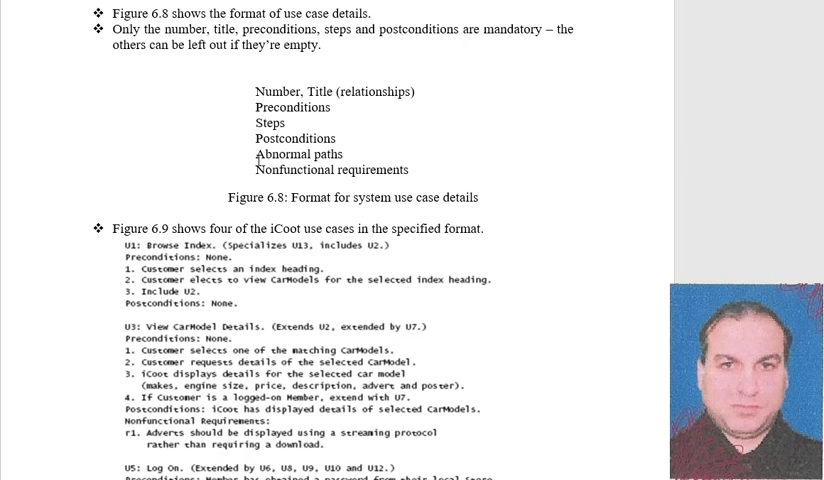 ❖ Figure 6.8 shows the format of use case details.
❖ Only the number, title, preconditions, steps and postconditions are mandatory – the
others can be left out if they're empty.
Number, Title (relationships)
Preconditions
Steps
Postconditions
Abnormal paths
Nonfunctional requirements
Figure 6.8: Format for system use case details
❖ Figure 6.9 shows four of the iCoot use cases in the specified format.
U1: Browse Index. (Specializes U13, includes U2.)
Preconditions: None.
1. Customer selects an index heading.
2. Customer elects to view CarModels for the selected index heading.
3. Include U2.
Postconditions: None.
U3: View CarModel Details. (Extends U2, extended by U7.)
Preconditions: None.
1. Customer selects one of the matching CarModels.
2. Customer requests details of the selected CarModel.
3. iCoot displays details for the selected car model
(makes, engine size, price, description, advert and poster).
4. If Customer is a logged-on Member, extend with U7.
Postconditions: iCoot has displayed details of selected CarModels.
Nonfunctional Requirements:
r1. Adverts should be displayed using a streaming protocol
rather than requiring a download.
U5: Log On. (Extended by U6, U8, U9, U10 and U12.)
Preconditions: Member has obtained a password from their local Store